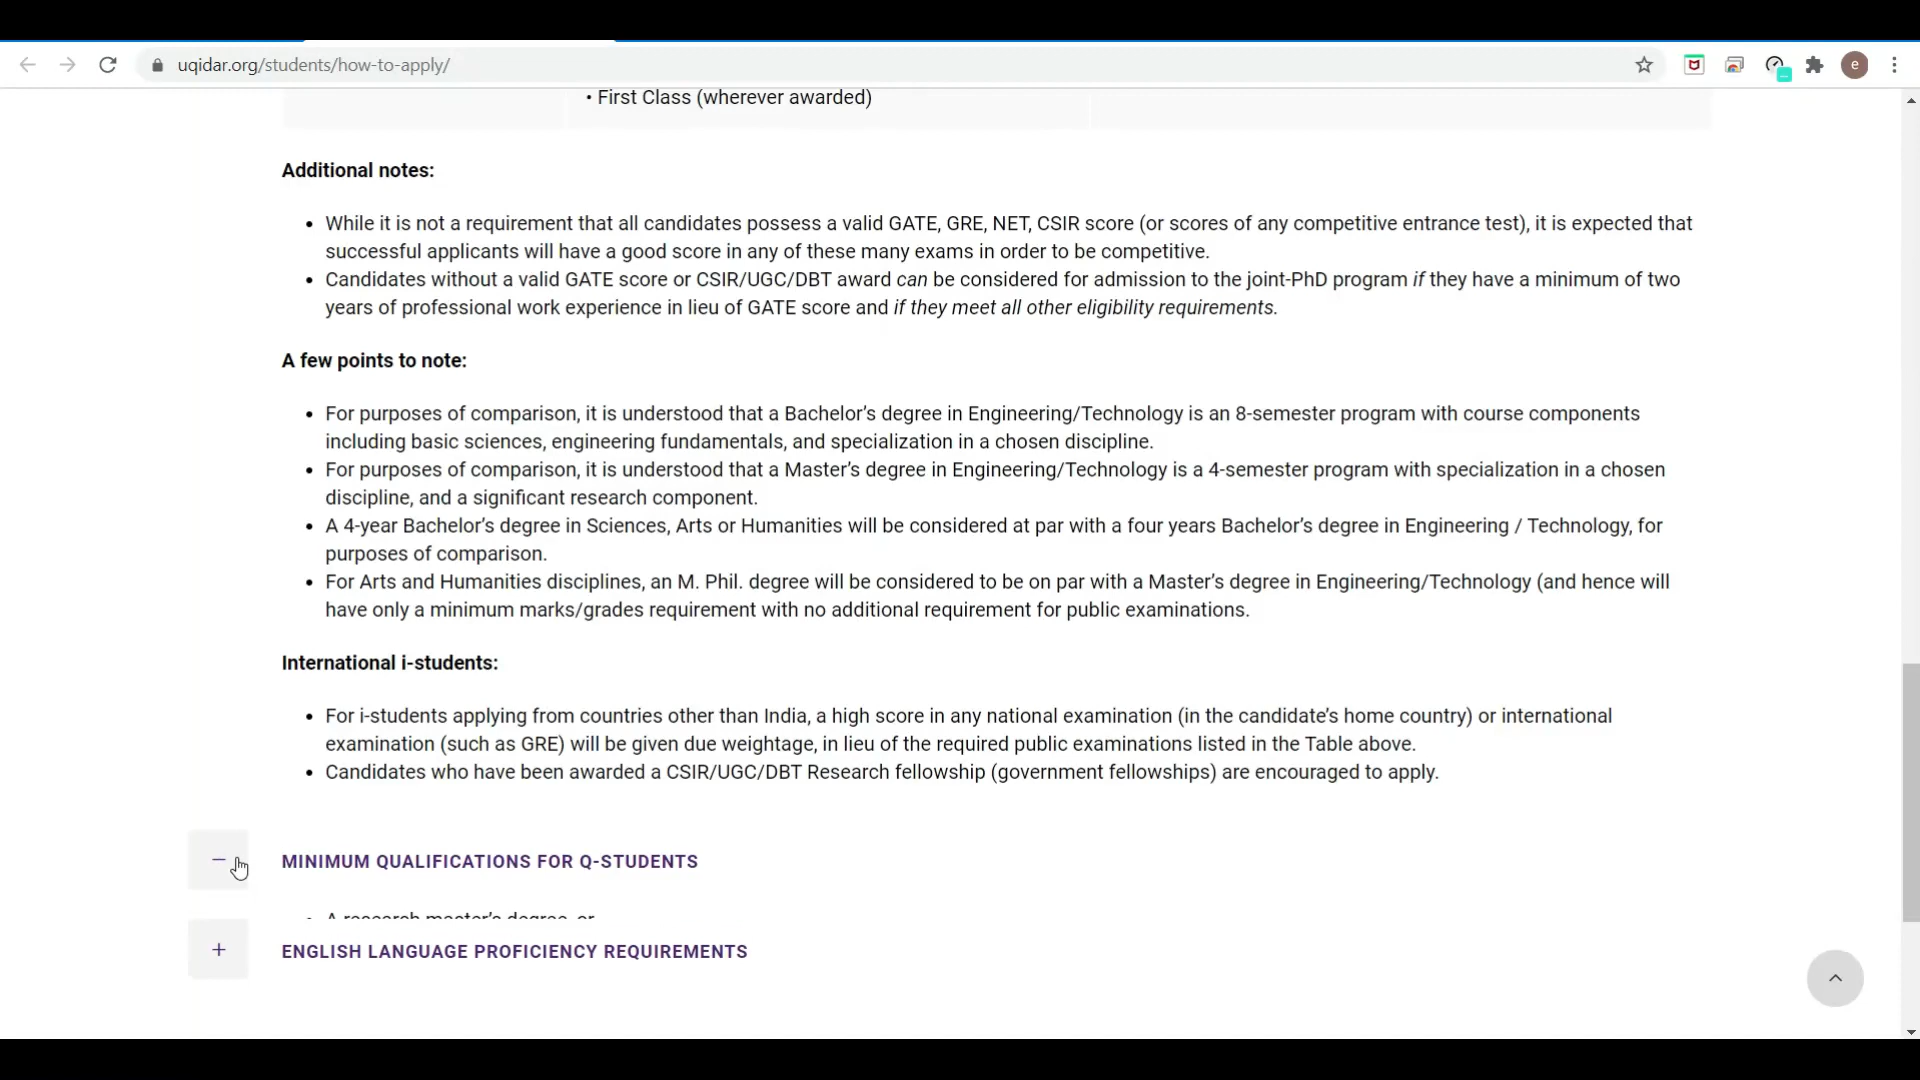 uqidar.org/students/how-to-apply/
e
• First Class (wherever awarded)
Additional notes:
• While it is not a requirement that all candidates possess a valid GATE, GRE, NET, CSIR score (or scores of any competitive entrance test), it is expected that
successful applicants will have a good score in any of these many exams in order to be competitive.
• Candidates without a valid GATE score or CSIR/UGC/DBT award can be considered for admission to the joint-PhD program if they have a minimum of two
years of professional work experience in lieu of GATE score and if they meet all other eligibility requirements.
A few points to note:
• For purposes of comparison, it is understood that a Bachelor’s degree in Engineering/Technology is an 8-semester program with course components
including basic sciences, engineering fundamentals, and specialization in a chosen discipline.
• For purposes of comparison, it is understood that a Master’s degree in Engineering/Technology is a 4-semester program with specialization in a chosen
discipline, and a significant research component.
• A 4-year Bachelor’s degree in Sciences, Arts or Humanities will be considered at par with a four years Bachelor’s degree in Engineering / Technology, for
purposes of comparison.
• For Arts and Humanities disciplines, an M. Phil. degree will be considered to be on par with a Master’s degree in Engineering/Technology (and hence will
have only a minimum marks/grades requirement with no additional requirement for public examinations.
International i-students:
• For i-students applying from countries other than India, a high score in any national examination (in the candidate’s home country) or international
examination (such as GRE) will be given due weightage, in lieu of the required public examinations listed in the Table above.
• Candidates who have been awarded a CSIR/UGC/DBT Research fellowship (government fellowships) are encouraged to apply.
− MINIMUM QUALIFICATIONS FOR Q-STUDENTS
• A research master’s degree, or
+ ENGLISH LANGUAGE PROFICIENCY REQUIREMENTS